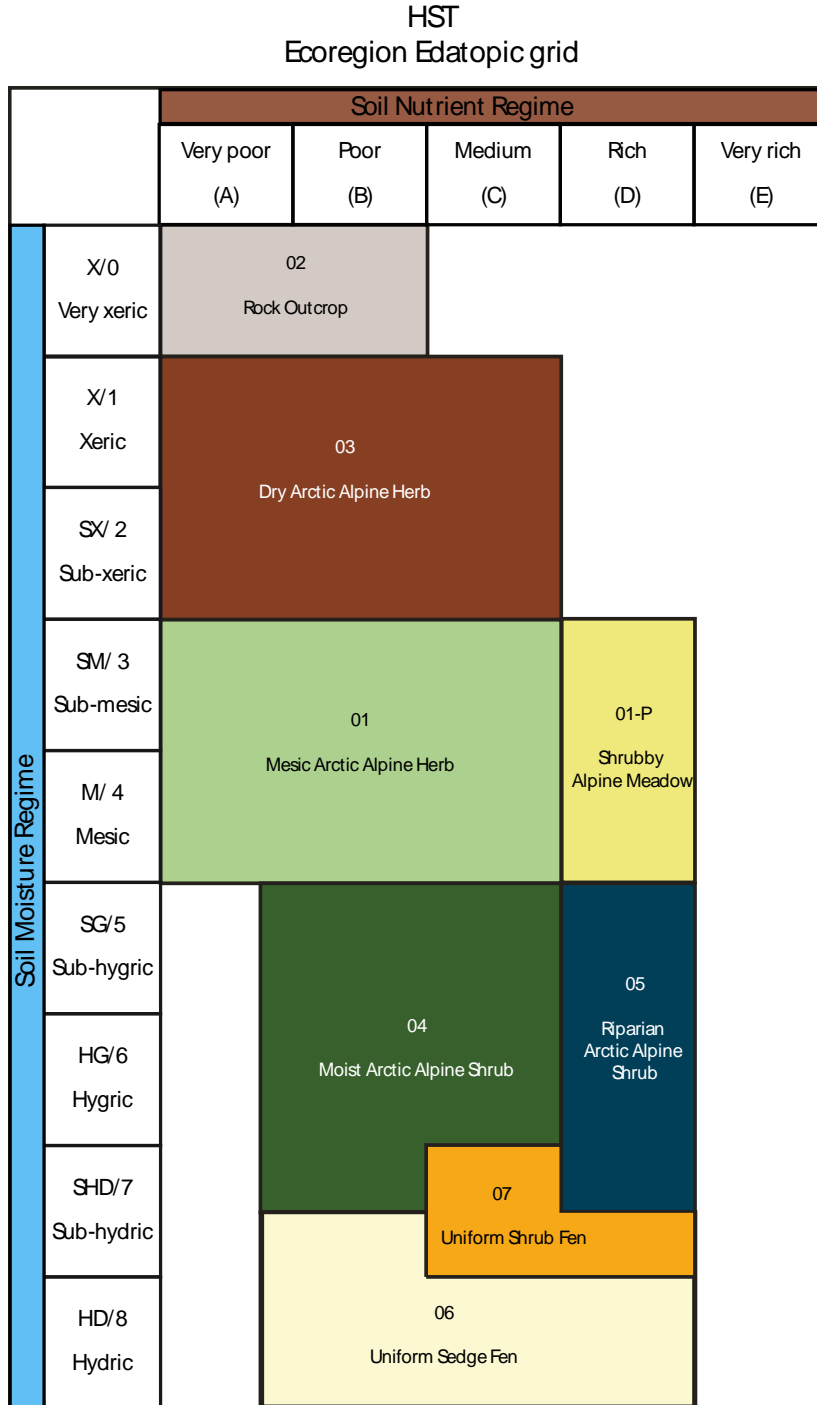 HST
Ecoregion Edatopic grid
Soil Nutrient Regime
Very poor
(A)
Poor
(B)
Medium
(C)
Rich
(D)
Very rich
(E)
Soil Moisture Regime
X/0
Very xeric
02
Rock Outcrop
X/1
Xeric
03
Dry Arctic Alpine Herb
SX/ 2
Sub-xeric
SM/ 3
Sub-mesic
01
Mesic Arctic Alpine Herb
01-P
Shrubby
Alpine Meadow
M/ 4
Mesic
SG/5
Sub-hygric
04
Moist Arctic Alpine Shrub
05
Riparian
Arctic Alpine
Shrub
HG/6
Hygric
SHD/7
Sub-hydric
07
Uniform Shrub Fen
HD/8
Hydric
06
Uniform Sedge Fen